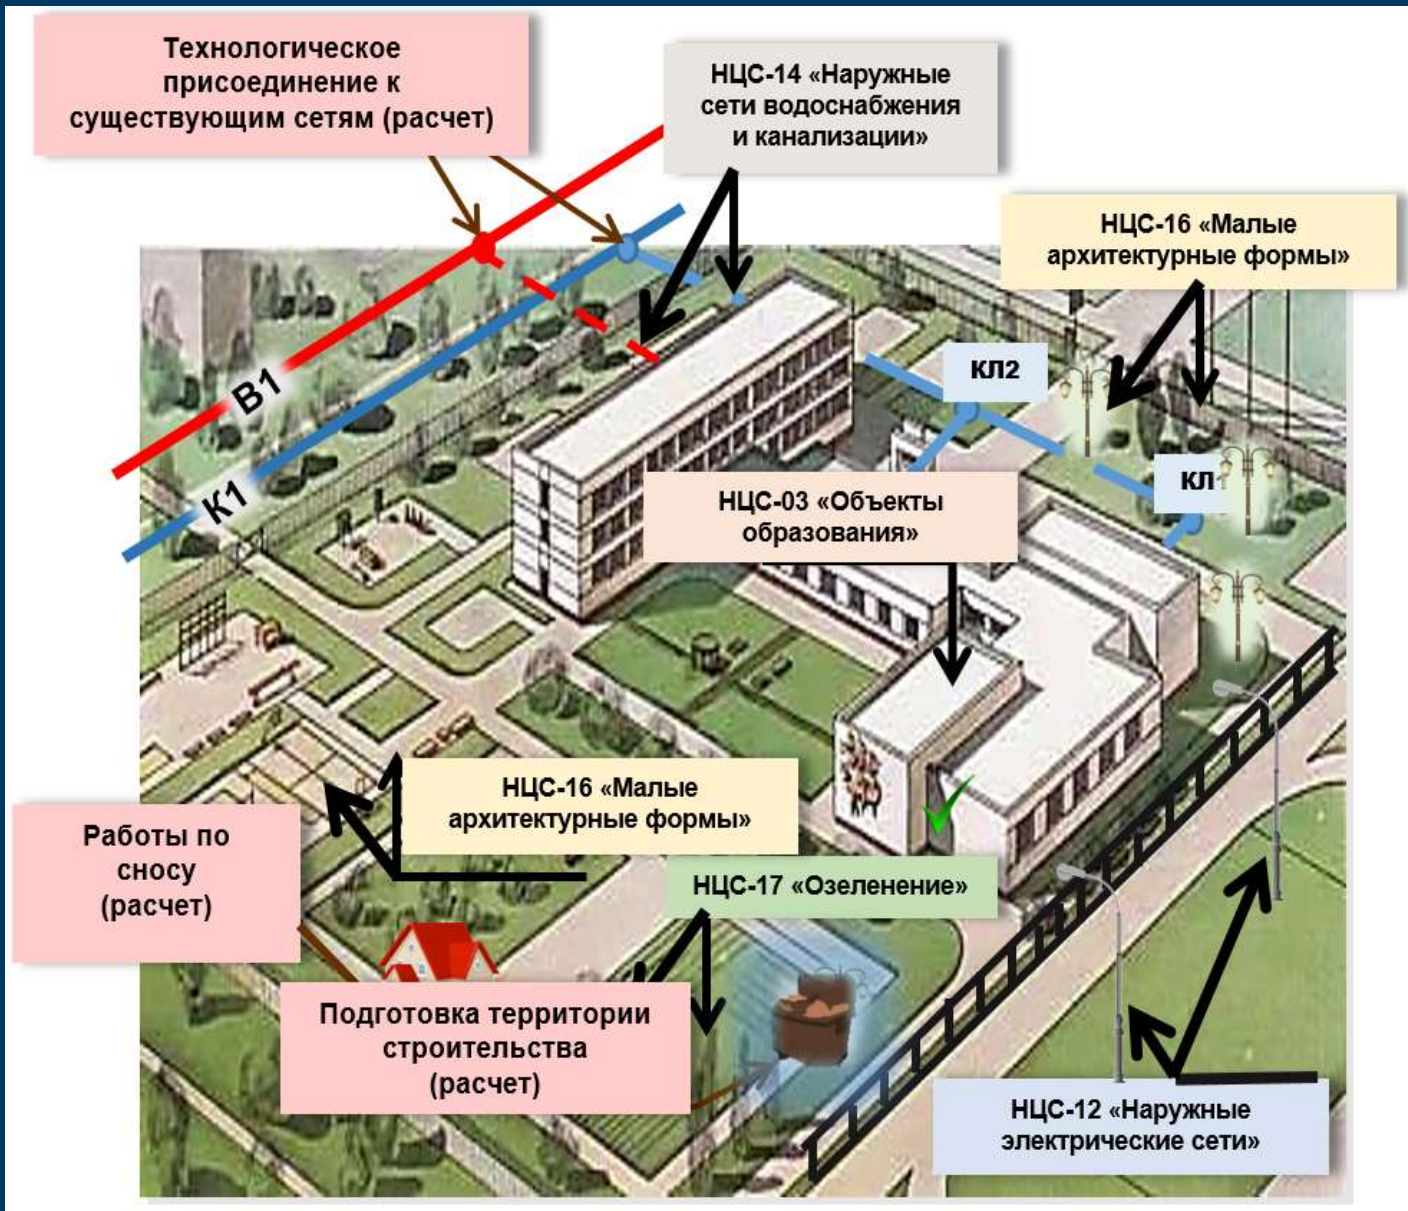 Технологическое
присоединение к
существующим сетям (расчет)
НЦС-14 «Наружные
сети водоснабжения
и канализации»
НЦС-16 «Малые
архитектурные формы»
В1
К1
КЛ2
КЛ
НЦС-03 «Объекты
образования»
НЦС-16 «Малые
архитектурные формы»
Работы по
сносу
(расчет)
НЦС-17 «Озеленение»
Подготовка территории
строительства
(расчет)
НЦС-12 «Наружные
электрические сети»